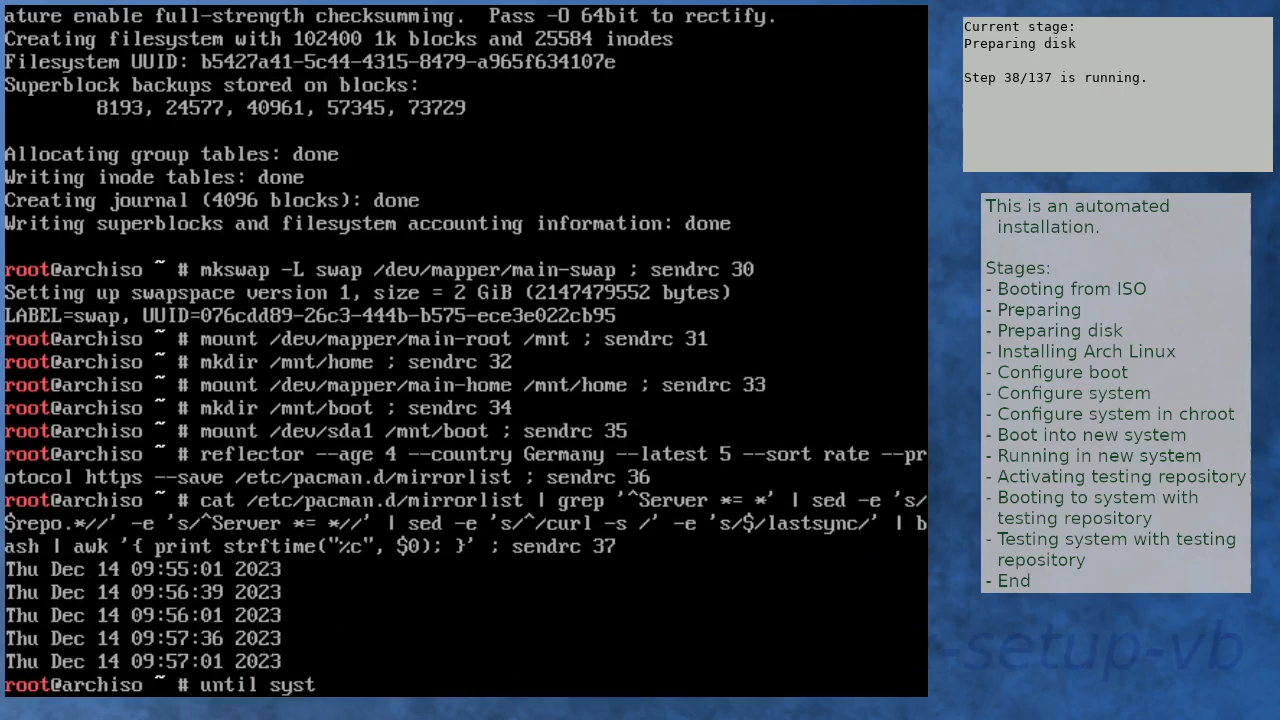 ature enable full-strength checksumming.  Pass -O 64bit to rectify.
Creating filesystem with 102400 1k blocks and 25584 inodes
Filesystem UUID: b5427a41-5c44-4315-8479-a965f634107e
Superblock backups stored on blocks:
        8193, 24577, 40961, 57345, 73729

Allocating group tables: done
Writing inode tables: done
Creating journal (4096 blocks): done
Writing superblocks and filesystem accounting information: done

root@archiso ~ # mkswap -L swap /dev/mapper/main-swap ; sendrc 30
Setting up swapspace version 1, size = 2 GiB (2147479552 bytes)
LABEL=swap, UUID=076cdd89-26c3-444b-b575-ece3e022cb95
root@archiso ~ # mount /dev/mapper/main-root /mnt ; sendrc 31
root@archiso ~ # mkdir /mnt/home ; sendrc 32
root@archiso ~ # mount /dev/mapper/main-home /mnt/home ; sendrc 33
root@archiso ~ # mkdir /mnt/boot ; sendrc 34
root@archiso ~ # mount /dev/sda1 /mnt/boot ; sendrc 35
root@archiso ~ # reflector --age 4 --country Germany --latest 5 --sort rate --pr
otocol https --save /etc/pacman.d/mirrorlist ; sendrc 36
root@archiso ~ # cat /etc/pacman.d/mirrorlist | grep '^Server *= *' | sed -e 's/
$repo.*//' -e 's/^Server *= *//' | sed -e 's/^/curl -s /' -e 's/$/lastsync/' | b
ash | awk '{ print strftime("%c", $0); }' ; sendrc 37
Thu Dec 14 09:55:01 2023
Thu Dec 14 09:56:39 2023
Thu Dec 14 09:56:01 2023
Thu Dec 14 09:57:36 2023
Thu Dec 14 09:57:01 2023
root@archiso ~ # until syst
Current stage:
Preparing disk

Step 38/137 is running.
This is an automated
installation.

Stages:
- Booting from ISO
- Preparing
- Preparing disk
- Installing Arch Linux
- Configure boot
- Configure system
- Configure system in chroot
- Boot into new system
- Running in new system
- Activating testing repository
- Booting to system with
testing repository
- Testing system with testing
repository
- End
-setup-vb